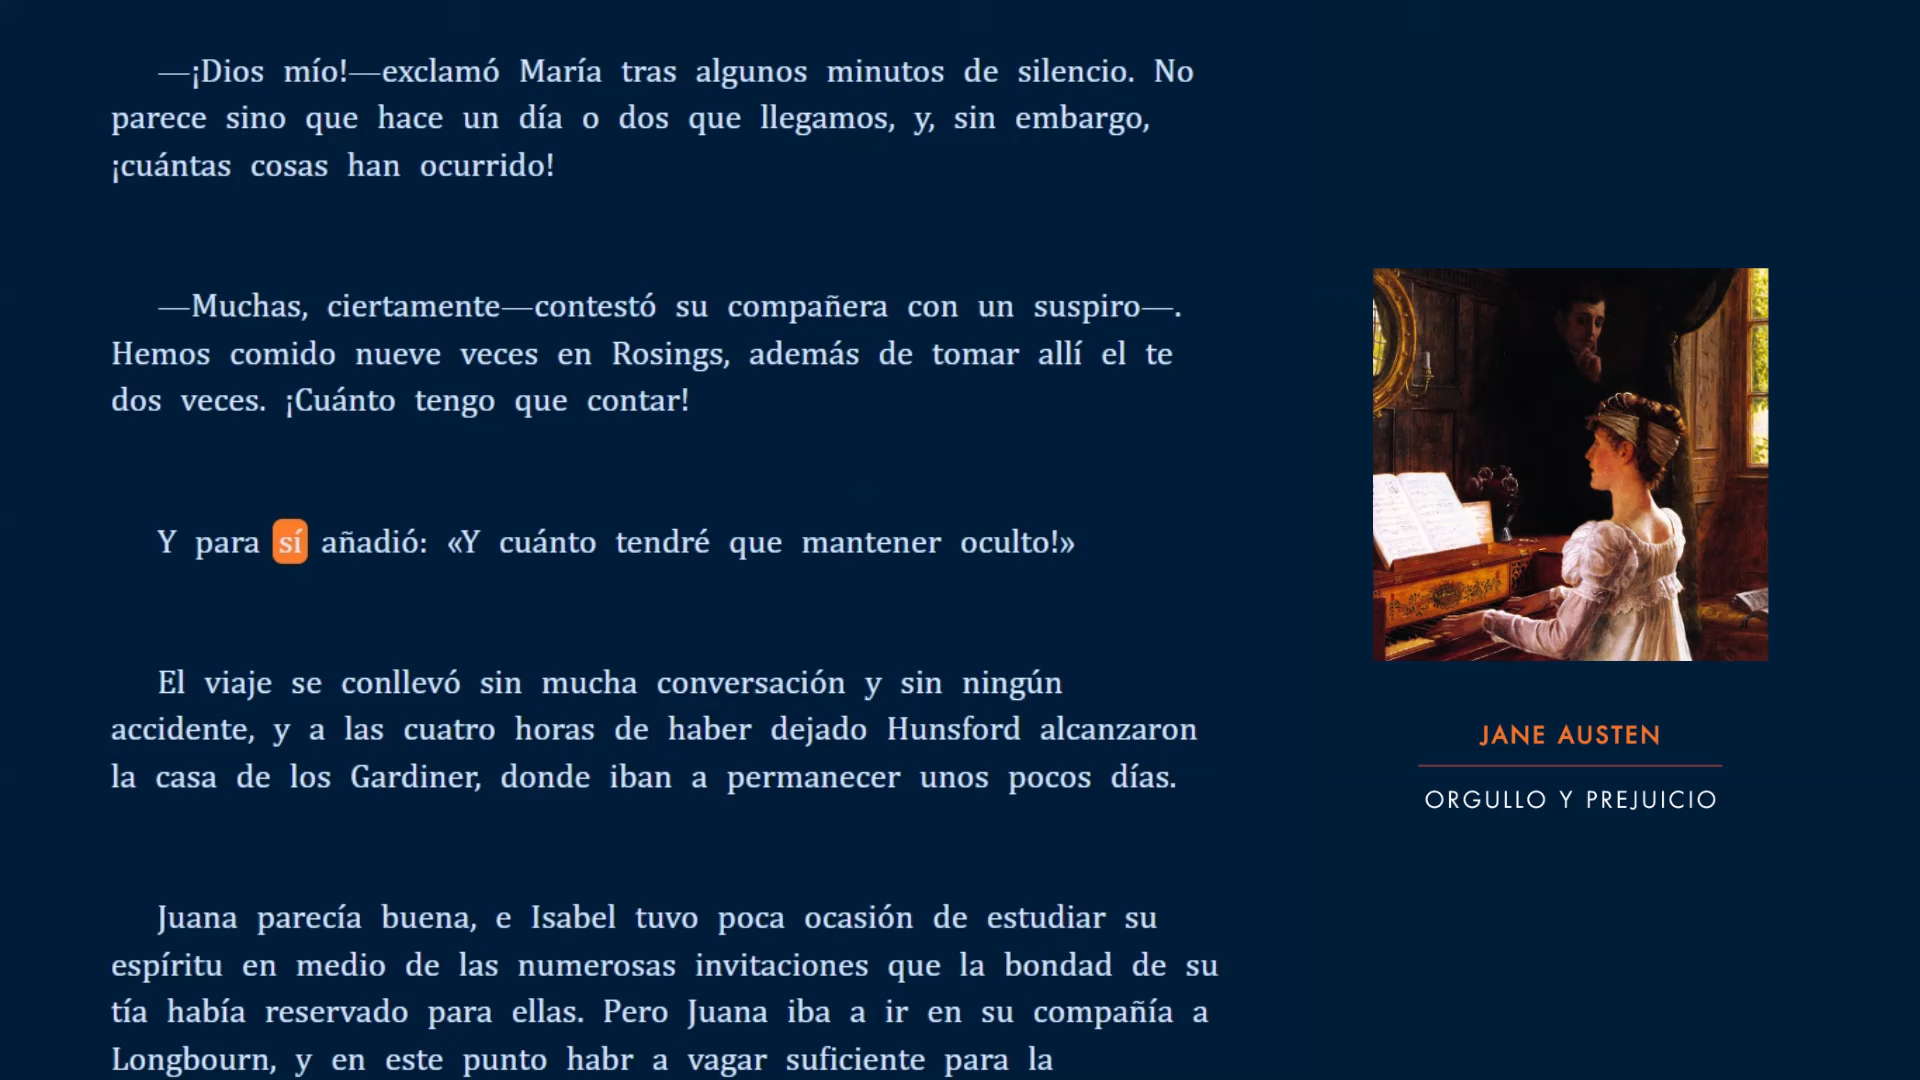 —¡Dios mío!—exclamó María tras algunos minutos de silencio. No
parece sino que hace un día o dos que llegamos, y, sin embargo,
¡cuántas cosas han ocurrido!
—Muchas, ciertamente—contestó su compañera con un suspiro—.
Hemos comido nueve veces en Rosings, además de tomar allí el te
dos veces. ¡Cuánto tengo que contar!
Y para sí añadió: «Y cuánto tendré que mantener oculto!»
El viaje se conllevó sin mucha conversación y sin ningún
accidente, y a las cuatro horas de haber dejado Hunsford alcanzaron
la casa de los Gardiner, donde iban a permanecer unos pocos días.
Juana parecía buena, e Isabel tuvo poca ocasión de estudiar su
espíritu en medio de las numerosas invitaciones que la bondad de su
tía había reservado para ellas. Pero Juana iba a ir en su compañía a
Longbourn, y en este punto habr a vagar suficiente para la
JANE AUSTEN
ORGULLO Y PREJUICIO